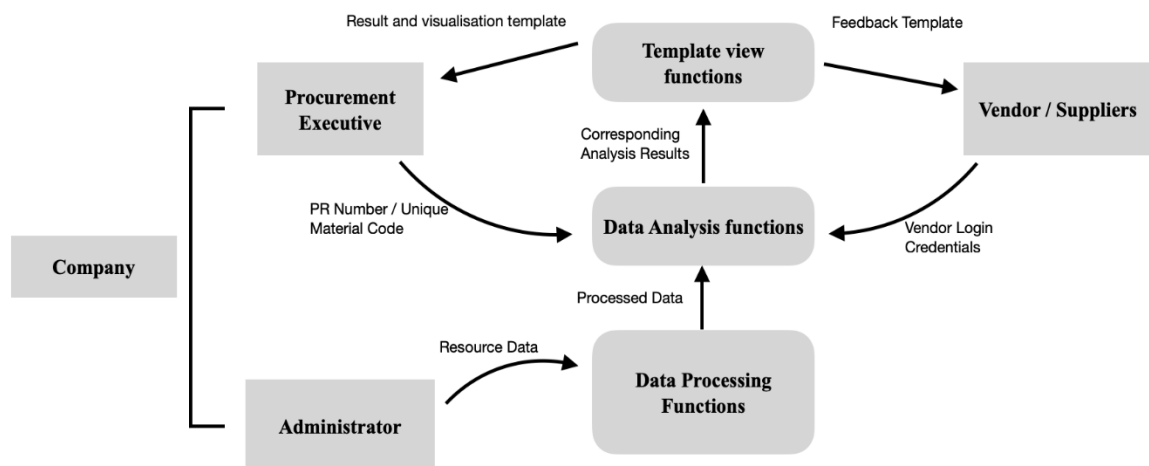 Result and visualisation template
Feedback Template
Template view
functions
Procurement
Executive
Vendor / Suppliers
Corresponding
Analysis Results
PR Number / Unique
Material Code
Data Analysis functions
Vendor Login
Credentials
Company
Processed Data
Resource Data
Data Processing
Functions
Administrator